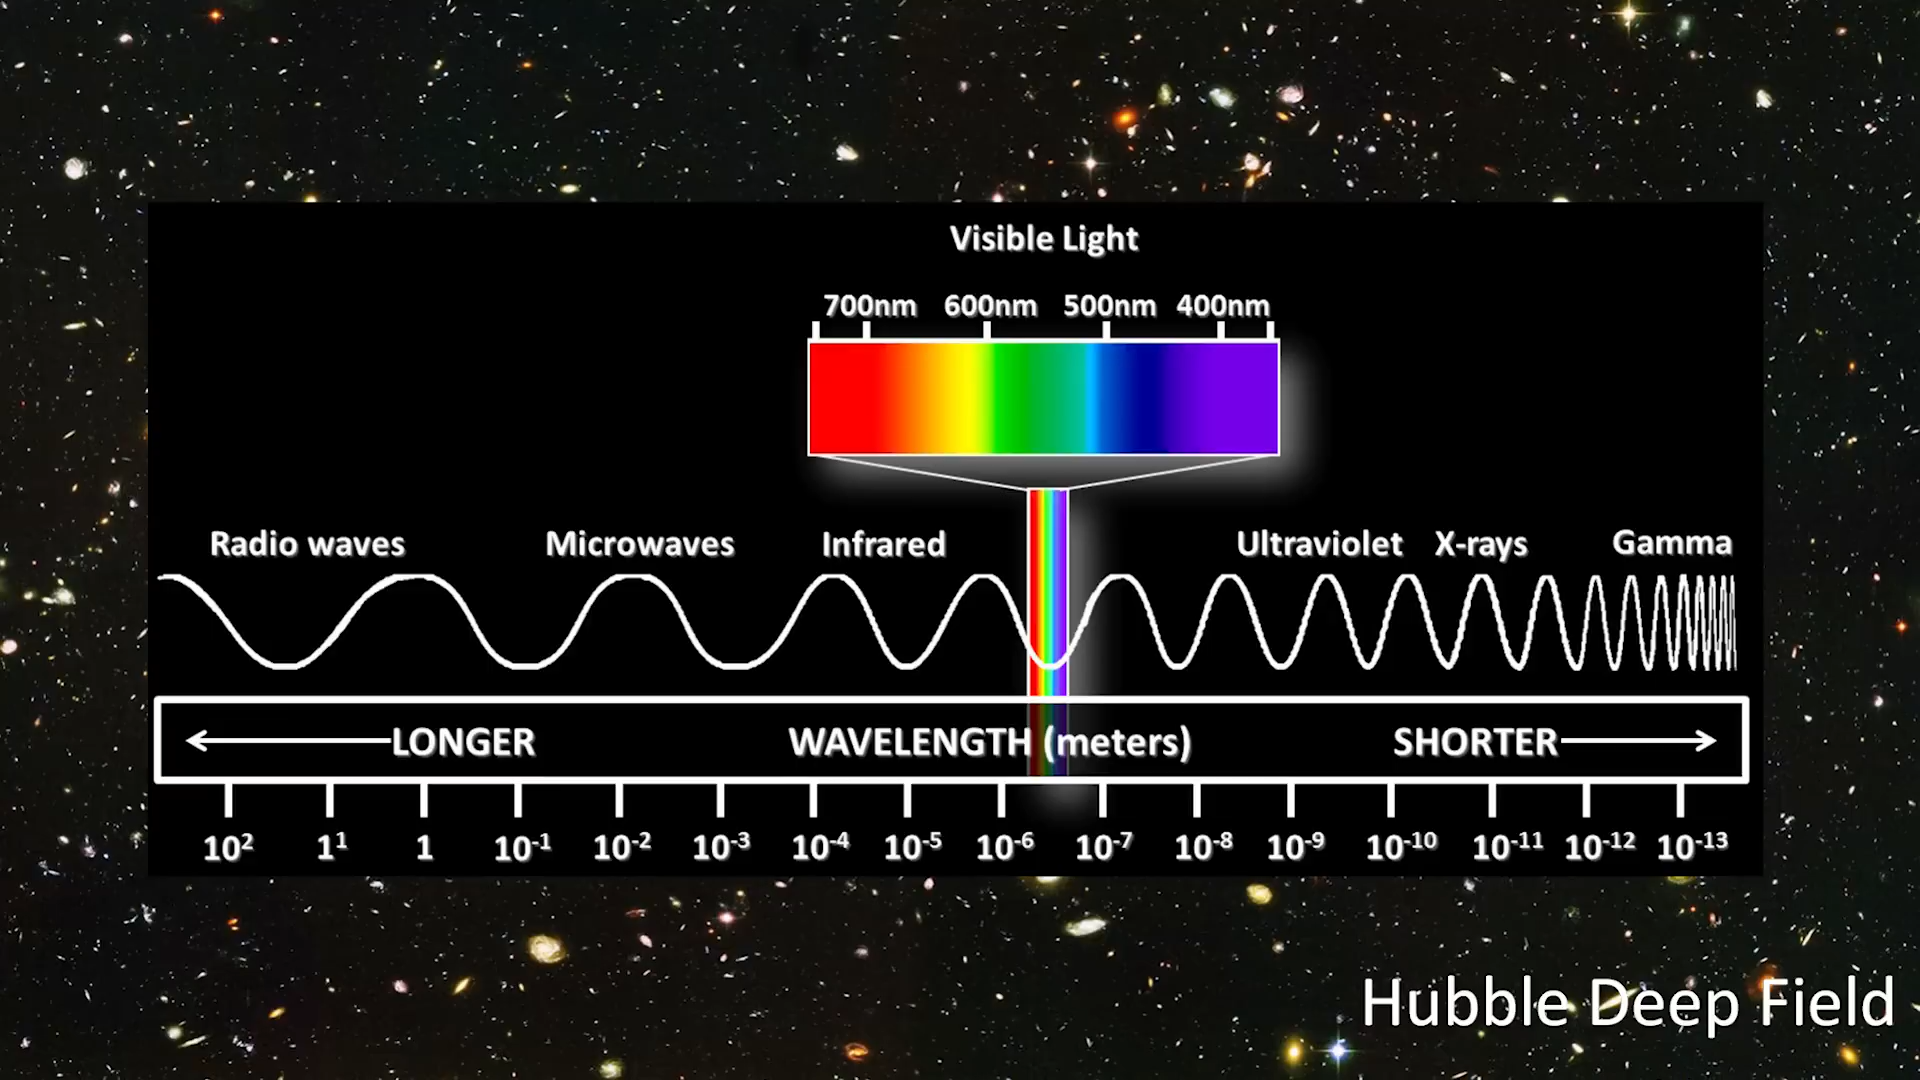 Visible Light
700nm 600nm 500nm 400nm
Radio waves Microwaves Infrared Ultraviolet X-rays Gamma
LONGER WAVELENGTH (meters) SHORTER
10² 1¹ 1 10⁻¹ 10⁻² 10⁻³ 10⁻⁴ 10⁻⁵ 10⁻⁶ 10⁻⁷ 10⁻⁸ 10⁻⁹ 10⁻¹⁰ 10⁻¹¹ 10⁻¹² 10⁻¹³
Hubble Deep Field